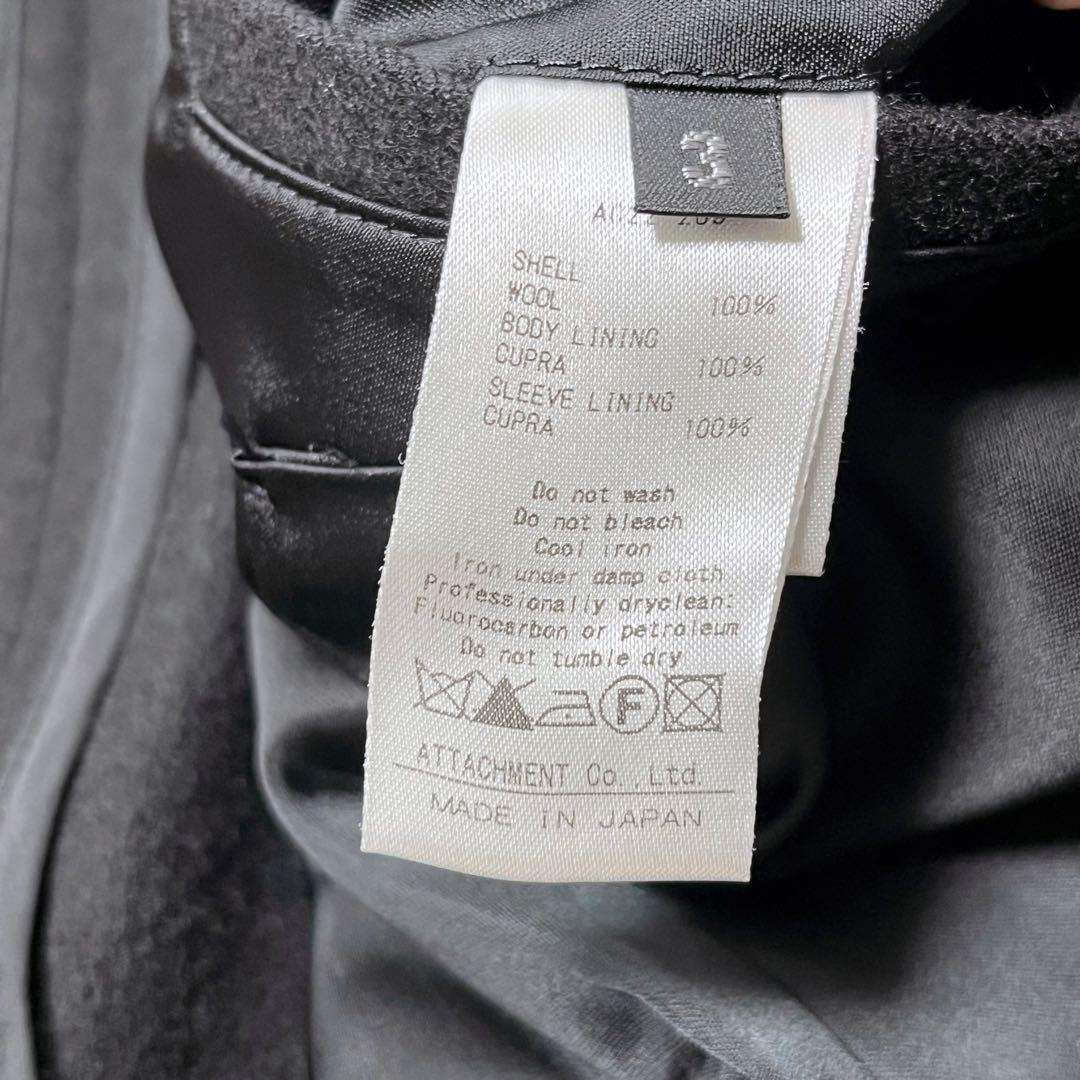 3
SHELL
WOOL 100%
BODY LINING
CUPRA 100%
SLEEVE LINING
CUPRA 100%
Do not wash
Do not bleach
Cool iron
Iron under damp cloth
Professionally dryclean:
Fluorocarbon or petroleum
Do not tumble dry
F
ATTACHMENT Co.,Ltd.
MADE IN JAPAN